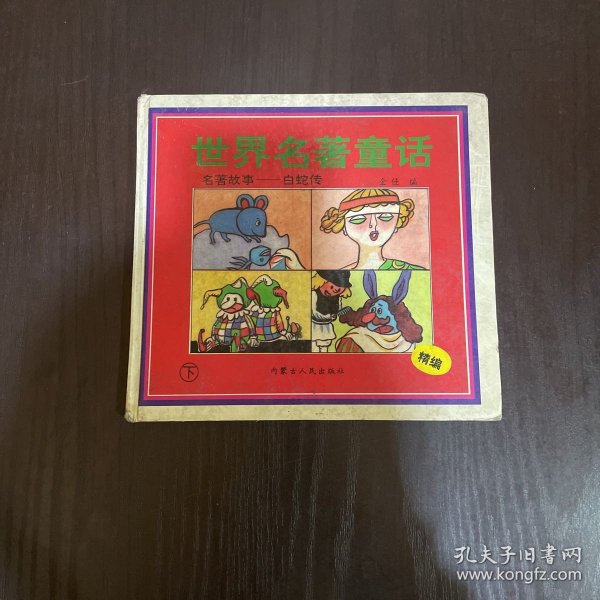 世界名著童话
名著故事——白蛇传
金佳 编
精编
下
内蒙古人民出版社
孔夫子旧书网
www.kongfz.com